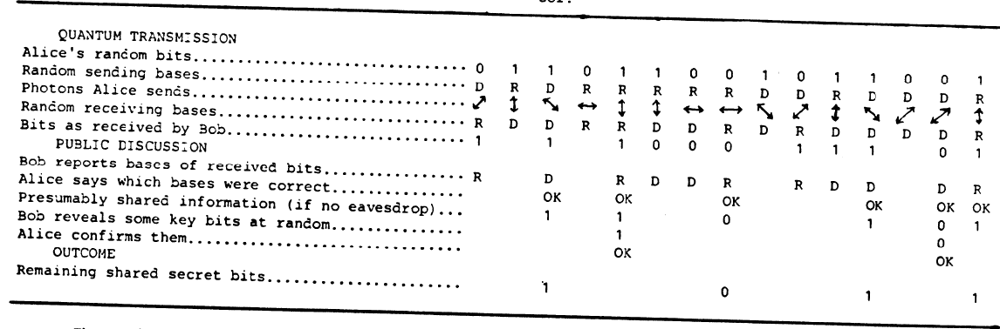 QUANTUM TRANSMISSION
Alice's random bits................................ 0 1 1 0 1 1 0 0 1 0 1 1 0 0 1
Random sending bases............................... D R D R R R R R D D R D D D R
Photons Alice sends................................ ⤢ ↕ ⤡ ↔ ↕ ↕ ↔ ↔ ⤡ ⤢ ↕ ⤡ ⤢ ⤢ ↕
Random receiving bases............................. R D D R R D D R D R D D D D R
Bits as received by Bob............................ 1 1 1 0 0 0 1 1 1 0 1
PUBLIC DISCUSSION
Bob reports bases of received bits................. R D R D D R R D D D R
Alice says which bases were correct............... OK OK OK OK OK OK
Presumably shared information (if no eavesdrop)... 1 1 0 1 0 1
Bob reveals some key bits at random............... 1 0
Alice confirms them............................... OK OK
OUTCOME
Remaining shared secret bits....................... 1 0 1 1